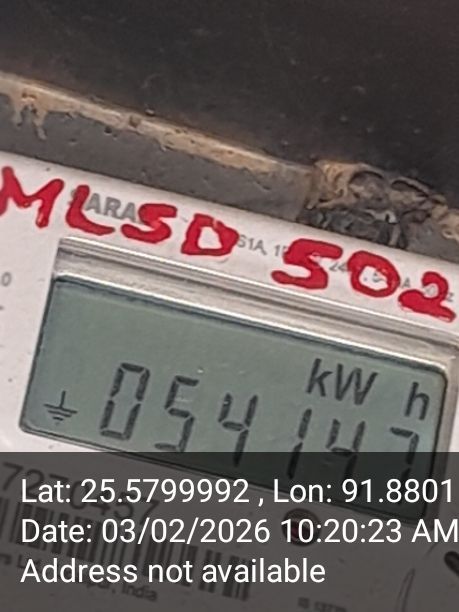 MLSD 502
kW h
054147
Lat: 25.5799992 , Lon: 91.8801
Date: 03/02/2026 10:20:23 AM
Address not available